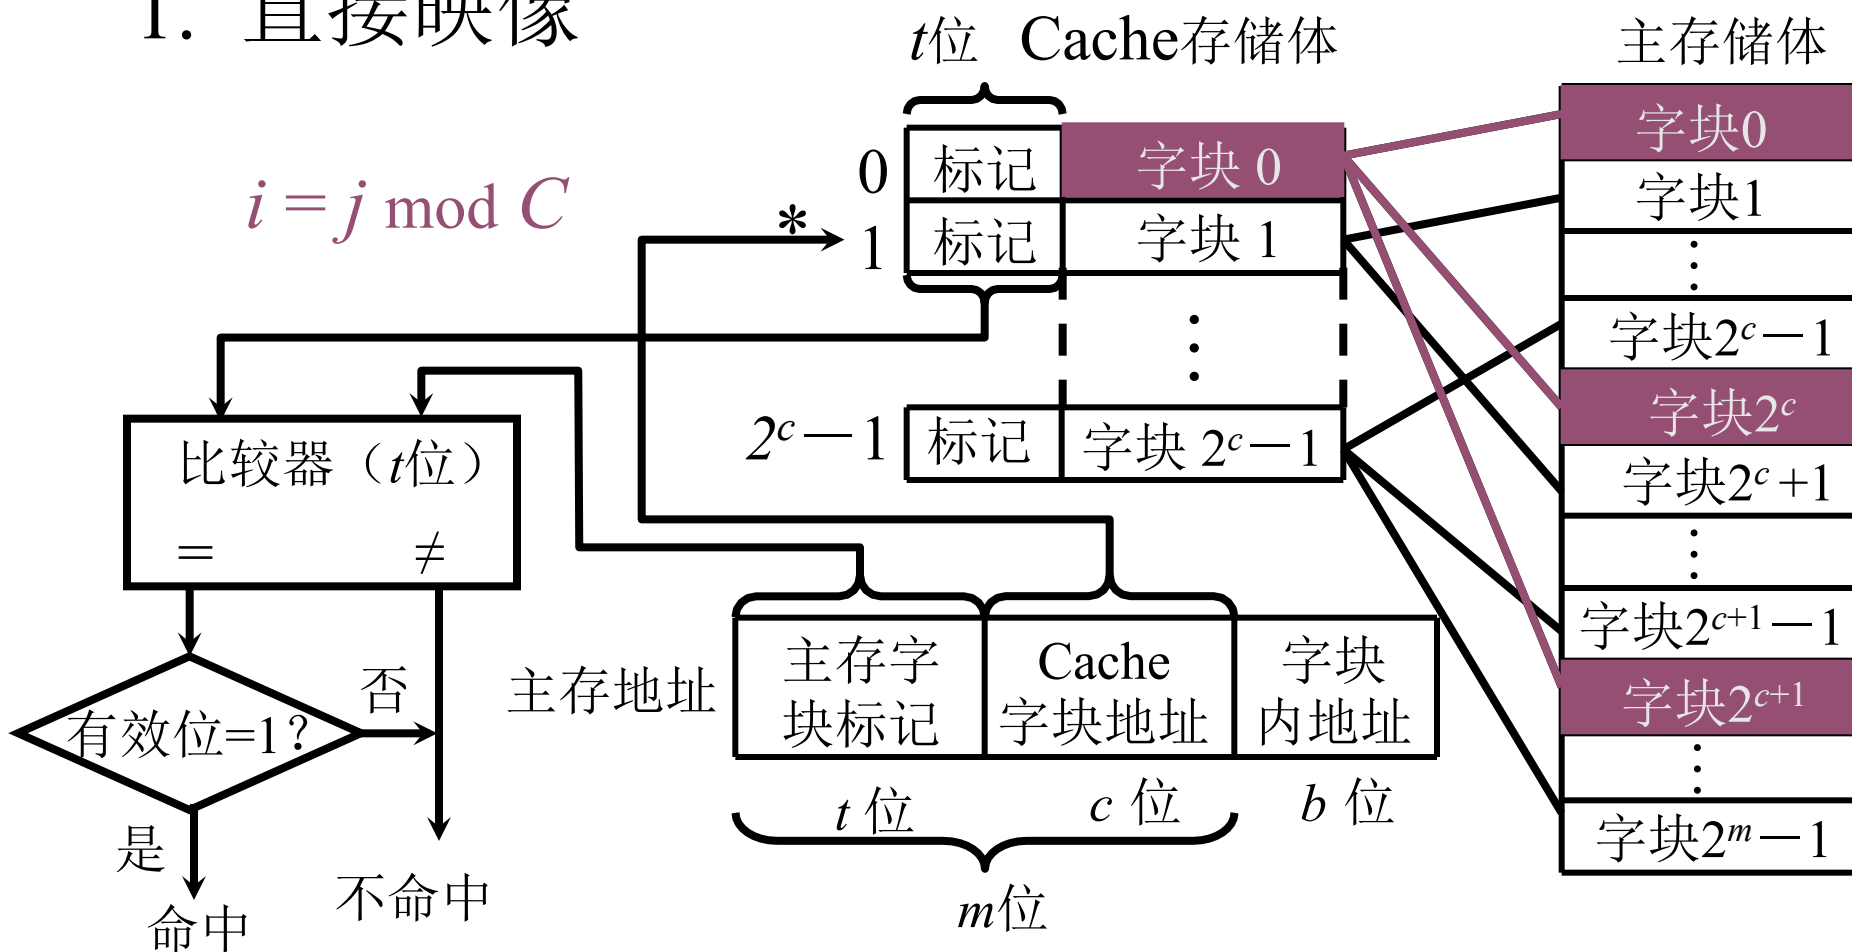 1. 直接映像
t位 Cache存储体 主存储体
i = j mod C
*
0 标记 字块 0
1 标记 字块 1
⋮
2ᶜ—1 标记 字块 2ᶜ—1
字块0
字块1
⋮
字块2ᶜ—1
字块2ᶜ
字块2ᶜ+1
⋮
字块2ᶜ⁺¹—1
字块2ᶜ⁺¹
⋮
字块2ᵐ—1
比较器（t位）
= ≠
有效位=1?
否
是
命中
不命中
主存地址
主存字
块标记
Cache
字块地址
字块
内地址
t 位 c 位 b 位
m位